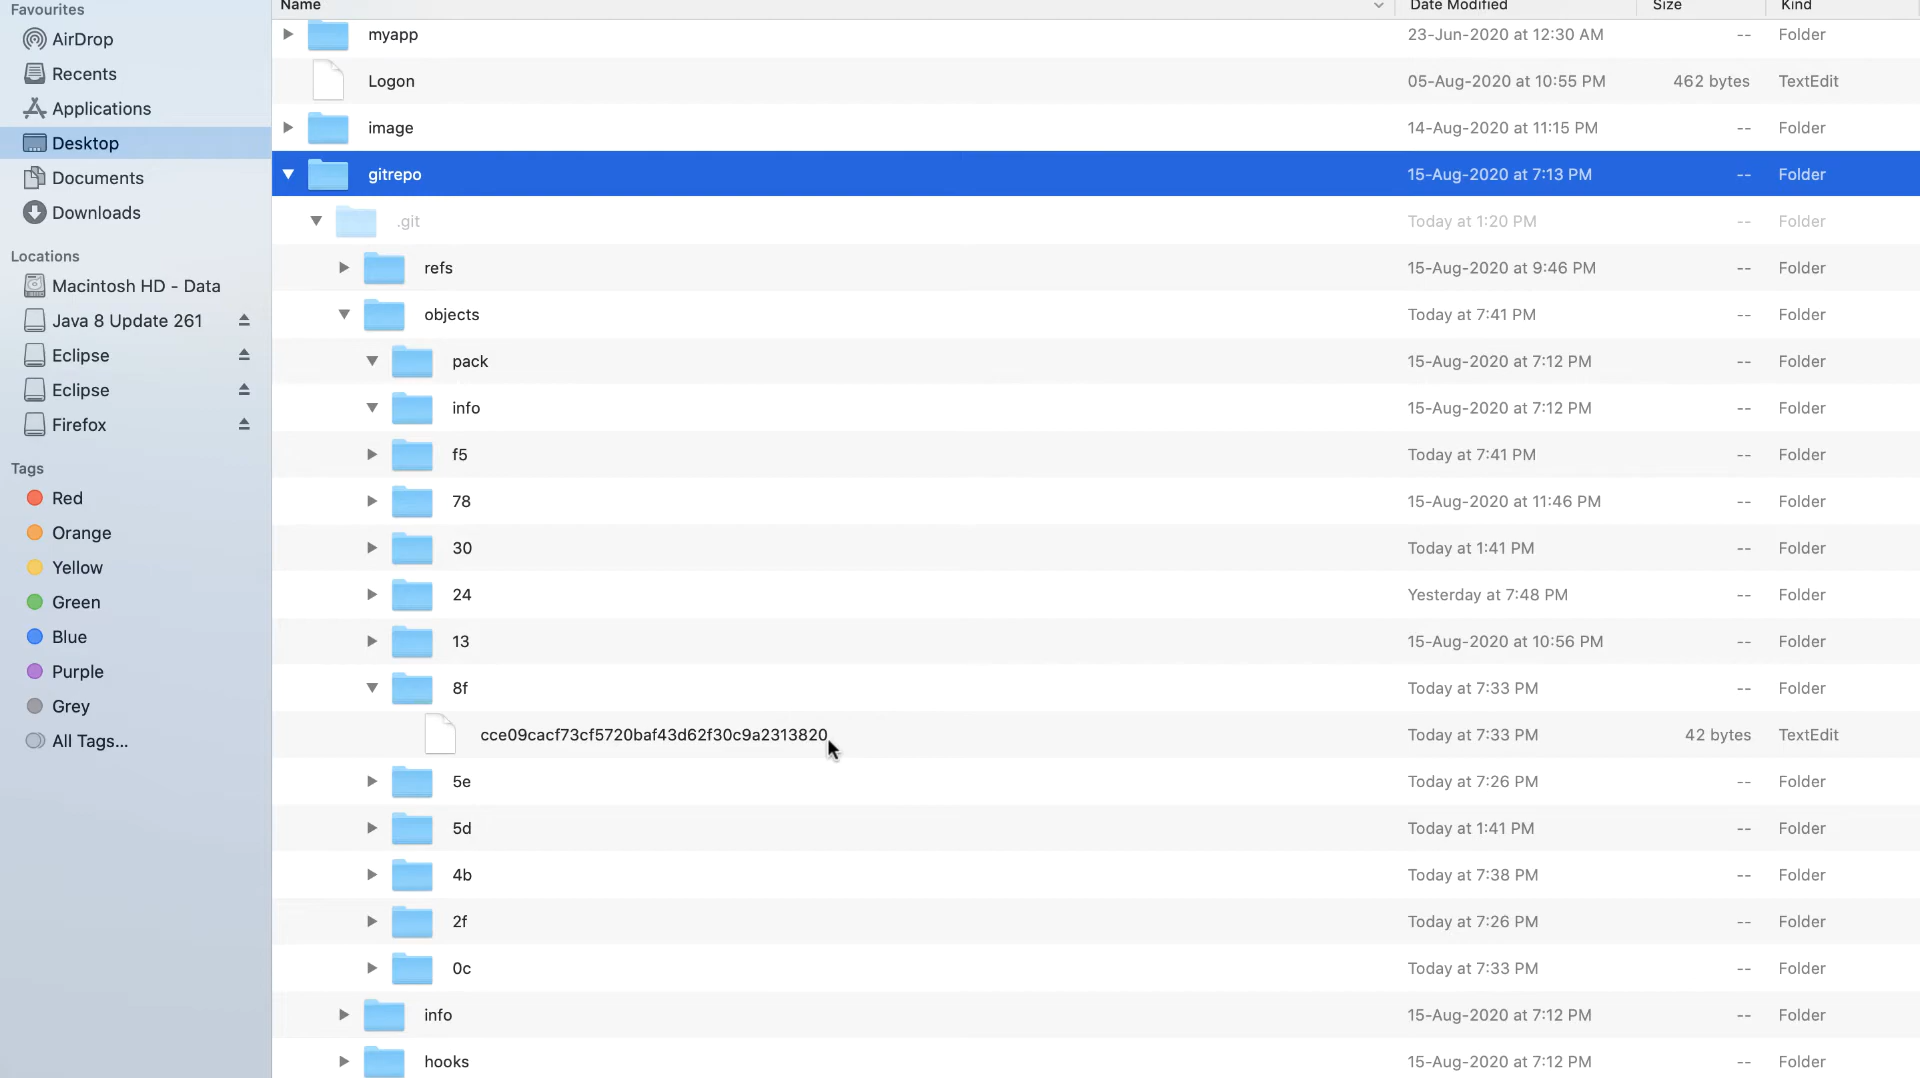 Favourites
AirDrop
Recents
Applications
Desktop
Documents
Downloads
Locations
Macintosh HD - Data
Java 8 Update 261
Eclipse
Eclipse
Firefox
Tags
Red
Orange
Yellow
Green
Blue
Purple
Grey
All Tags...
Name Date Modified Size Kind
myapp 23-Jun-2020 at 12:30 AM -- Folder
Logon 05-Aug-2020 at 10:55 PM 462 bytes TextEdit
image 14-Aug-2020 at 11:15 PM -- Folder
gitrepo 15-Aug-2020 at 7:13 PM -- Folder
.git Today at 1:20 PM -- Folder
refs 15-Aug-2020 at 9:46 PM -- Folder
objects Today at 7:41 PM -- Folder
pack 15-Aug-2020 at 7:12 PM -- Folder
info 15-Aug-2020 at 7:12 PM -- Folder
f5 Today at 7:41 PM -- Folder
78 15-Aug-2020 at 11:46 PM -- Folder
30 Today at 1:41 PM -- Folder
24 Yesterday at 7:48 PM -- Folder
13 15-Aug-2020 at 10:56 PM -- Folder
8f Today at 7:33 PM -- Folder
cce09cacf73cf5720baf43d62f30c9a2313820 Today at 7:33 PM 42 bytes TextEdit
5e Today at 7:26 PM -- Folder
5d Today at 1:41 PM -- Folder
4b Today at 7:38 PM -- Folder
2f Today at 7:26 PM -- Folder
0c Today at 7:33 PM -- Folder
info 15-Aug-2020 at 7:12 PM -- Folder
hooks 15-Aug-2020 at 7:12 PM -- Folder